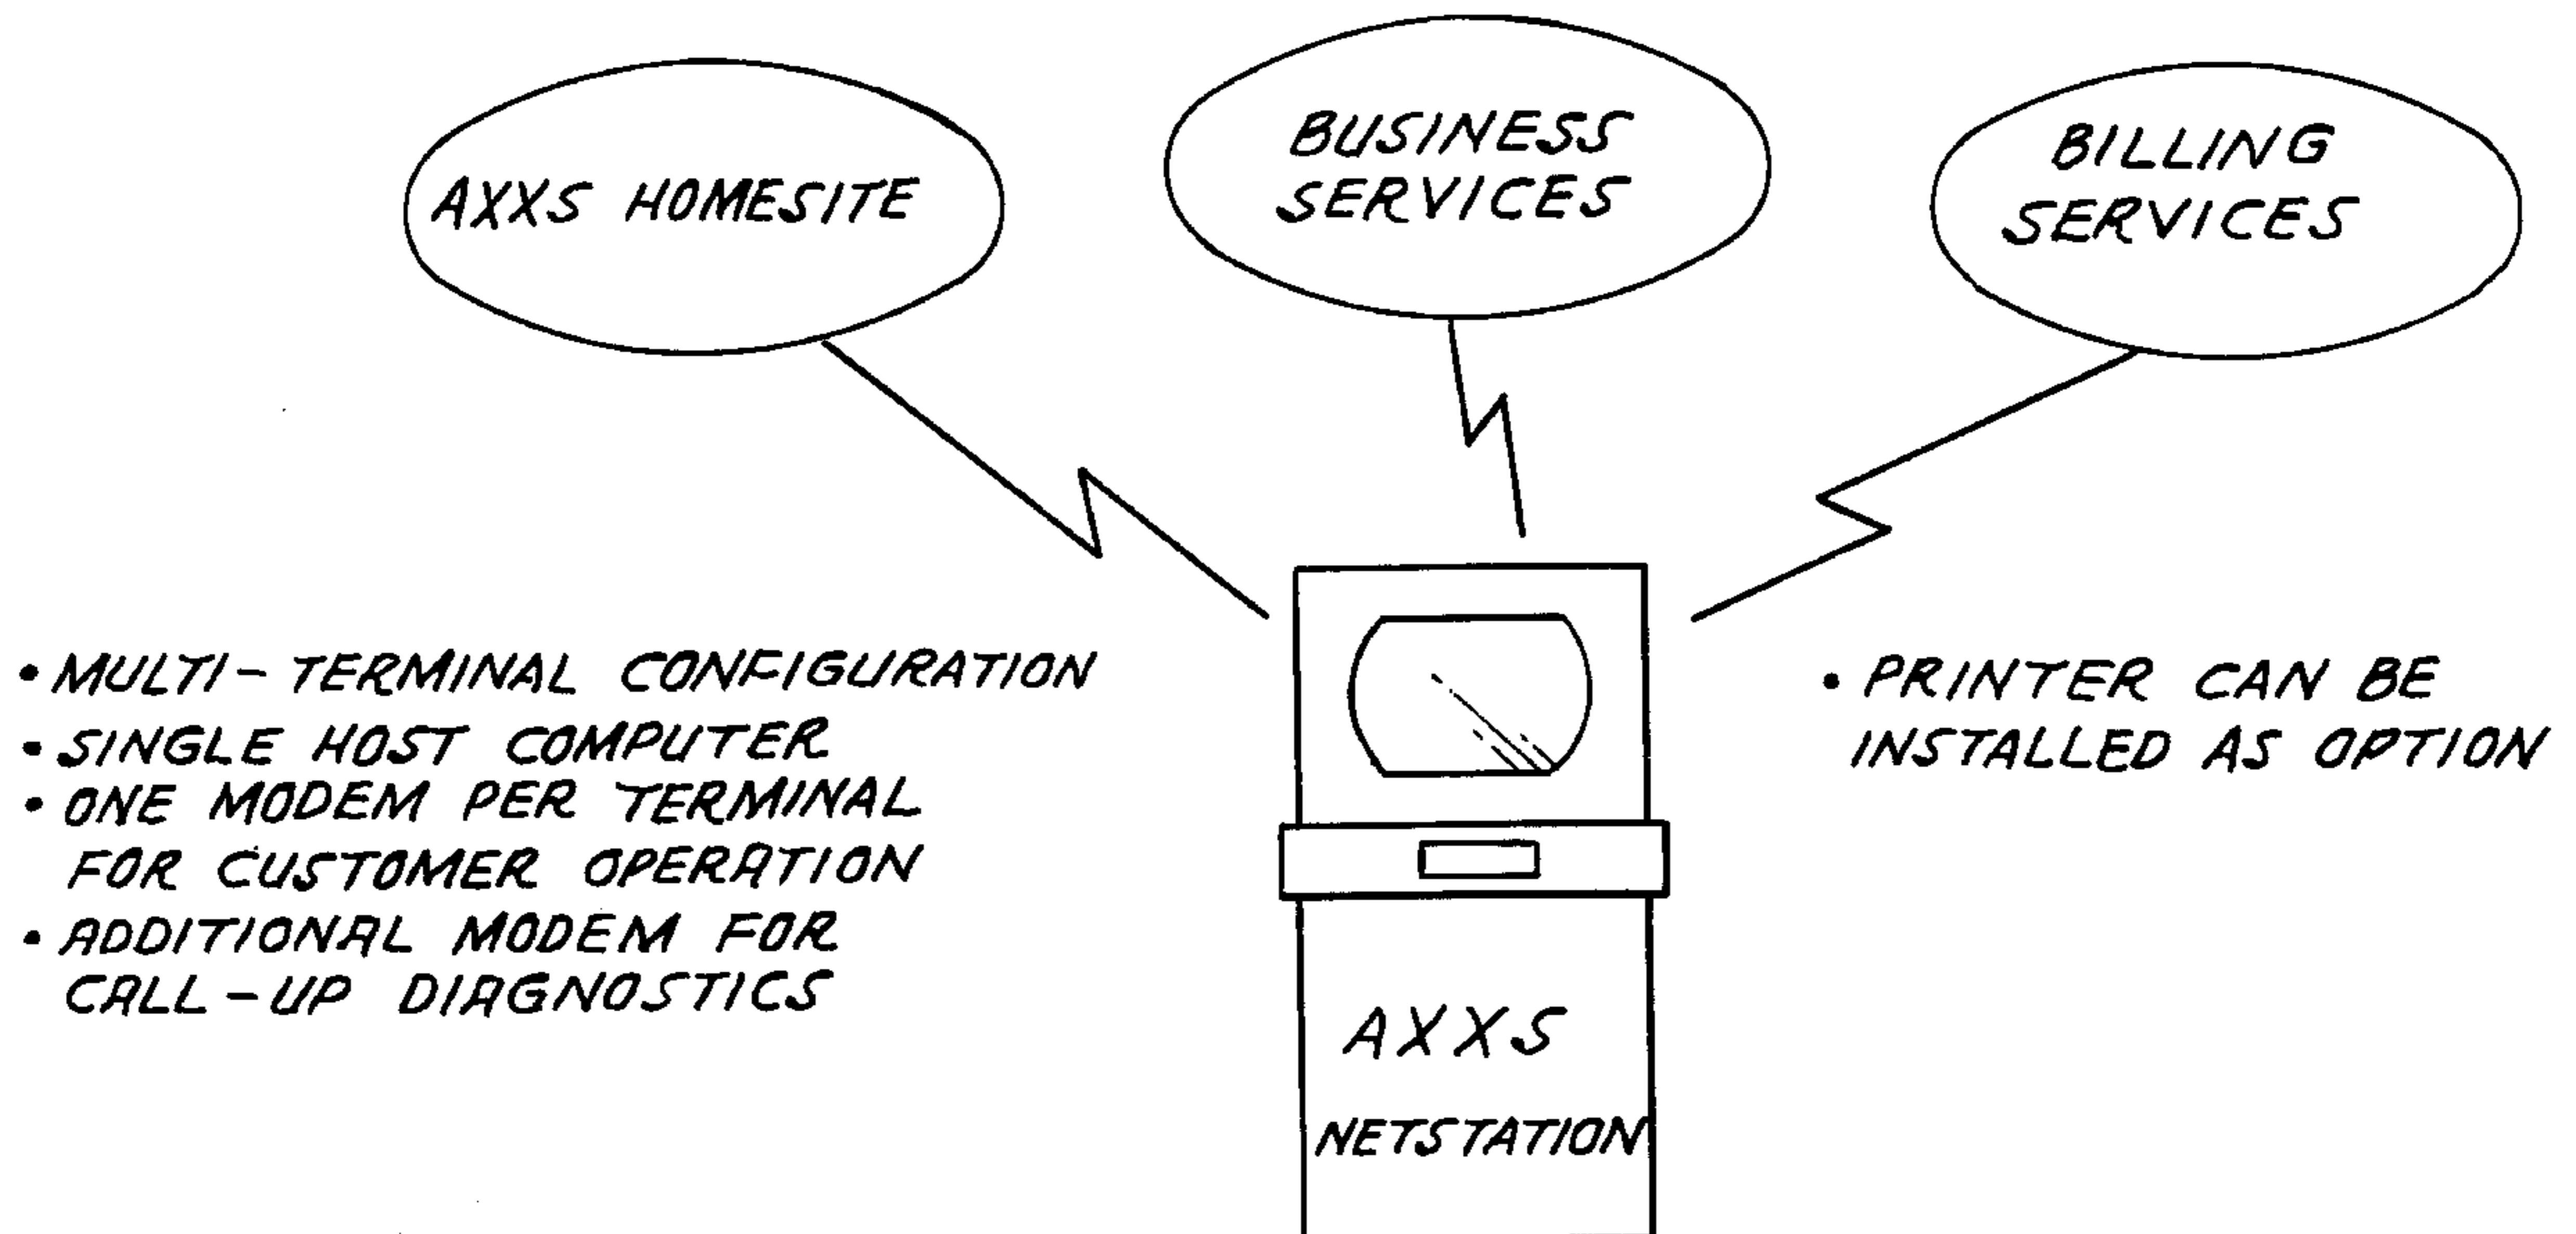 AXXS HOMESITE
BUSINESS
SERVICES
BILLING
SERVICES
• MULTI-TERMINAL CONFIGURATION
• SINGLE HOST COMPUTER
• ONE MODEM PER TERMINAL
FOR CUSTOMER OPERATION
• ADDITIONAL MODEM FOR
CALL-UP DIAGNOSTICS
• PRINTER CAN BE
INSTALLED AS OPTION
AXXS
NETSTATION